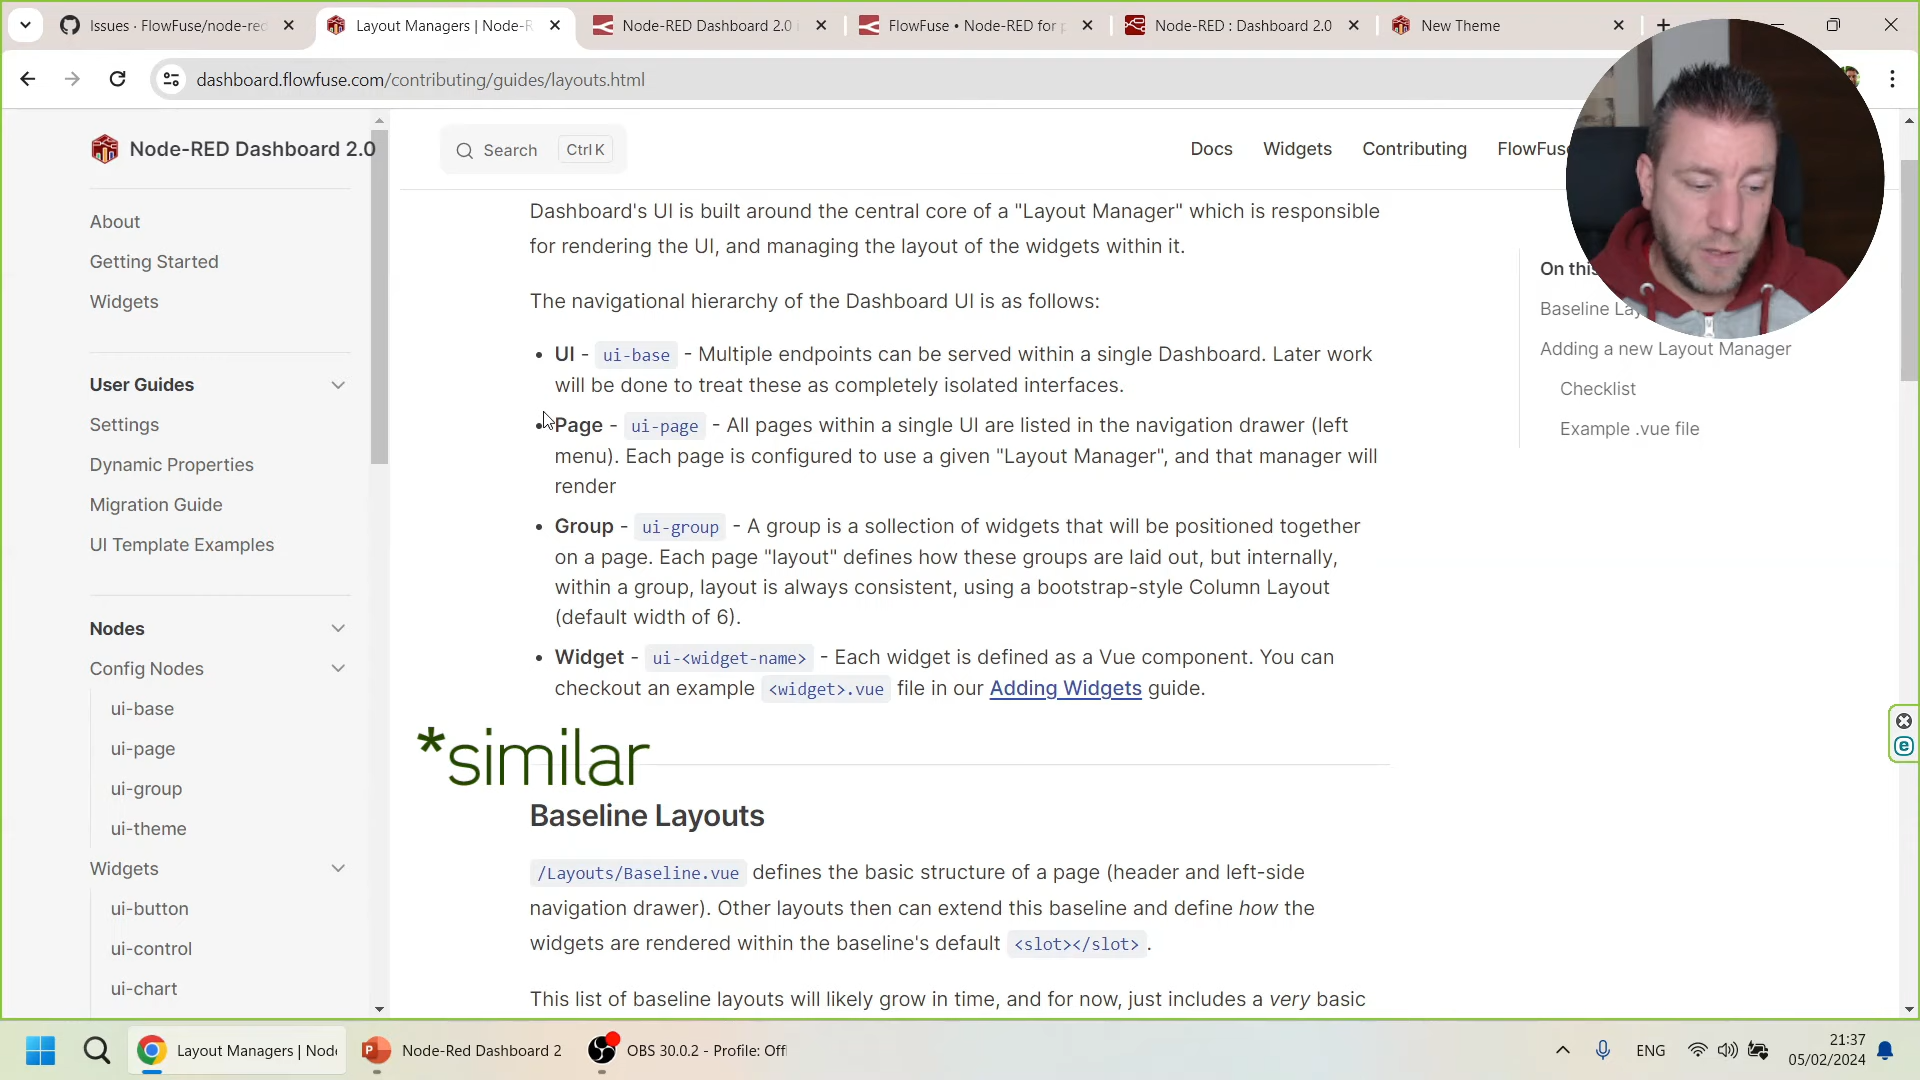 Issues · FlowFuse/node-red
Layout Managers | Node-R
Node-RED Dashboard 2.0 i
FlowFuse • Node-RED for p
Node-RED : Dashboard 2.0
New Theme
dashboard.flowfuse.com/contributing/guides/layouts.html
Node-RED Dashboard 2.0
Search
Ctrl K
Docs
Widgets
Contributing
FlowFuse
About
Getting Started
Widgets
User Guides
Settings
Dynamic Properties
Migration Guide
UI Template Examples
Nodes
Config Nodes
ui-base
ui-page
ui-group
ui-theme
Widgets
ui-button
ui-control
ui-chart
Dashboard's UI is built around the central core of a "Layout Manager" which is responsible
for rendering the UI, and managing the layout of the widgets within it.
The navigational hierarchy of the Dashboard UI is as follows:
• UI - ui-base - Multiple endpoints can be served within a single Dashboard. Later work
will be done to treat these as completely isolated interfaces.
• Page - ui-page - All pages within a single UI are listed in the navigation drawer (left
menu). Each page is configured to use a given "Layout Manager", and that manager will
render
• Group - ui-group - A group is a sollection of widgets that will be positioned together
on a page. Each page "layout" defines how these groups are laid out, but internally,
within a group, layout is always consistent, using a bootstrap-style Column Layout
(default width of 6).
• Widget - ui-<widget-name> - Each widget is defined as a Vue component. You can
checkout an example <widget>.vue file in our Adding Widgets guide.
*similar
Baseline Layouts
/Layouts/Baseline.vue defines the basic structure of a page (header and left-side
navigation drawer). Other layouts then can extend this baseline and define how the
widgets are rendered within the baseline's default <slot></slot> .
This list of baseline layouts will likely grow in time, and for now, just includes a very basic
On this
Baseline Lay
Adding a new Layout Manager
Checklist
Example .vue file
Layout Managers | Node
Node-Red Dashboard 2
OBS 30.0.2 - Profile: Off
ENG
21:37
05/02/2024